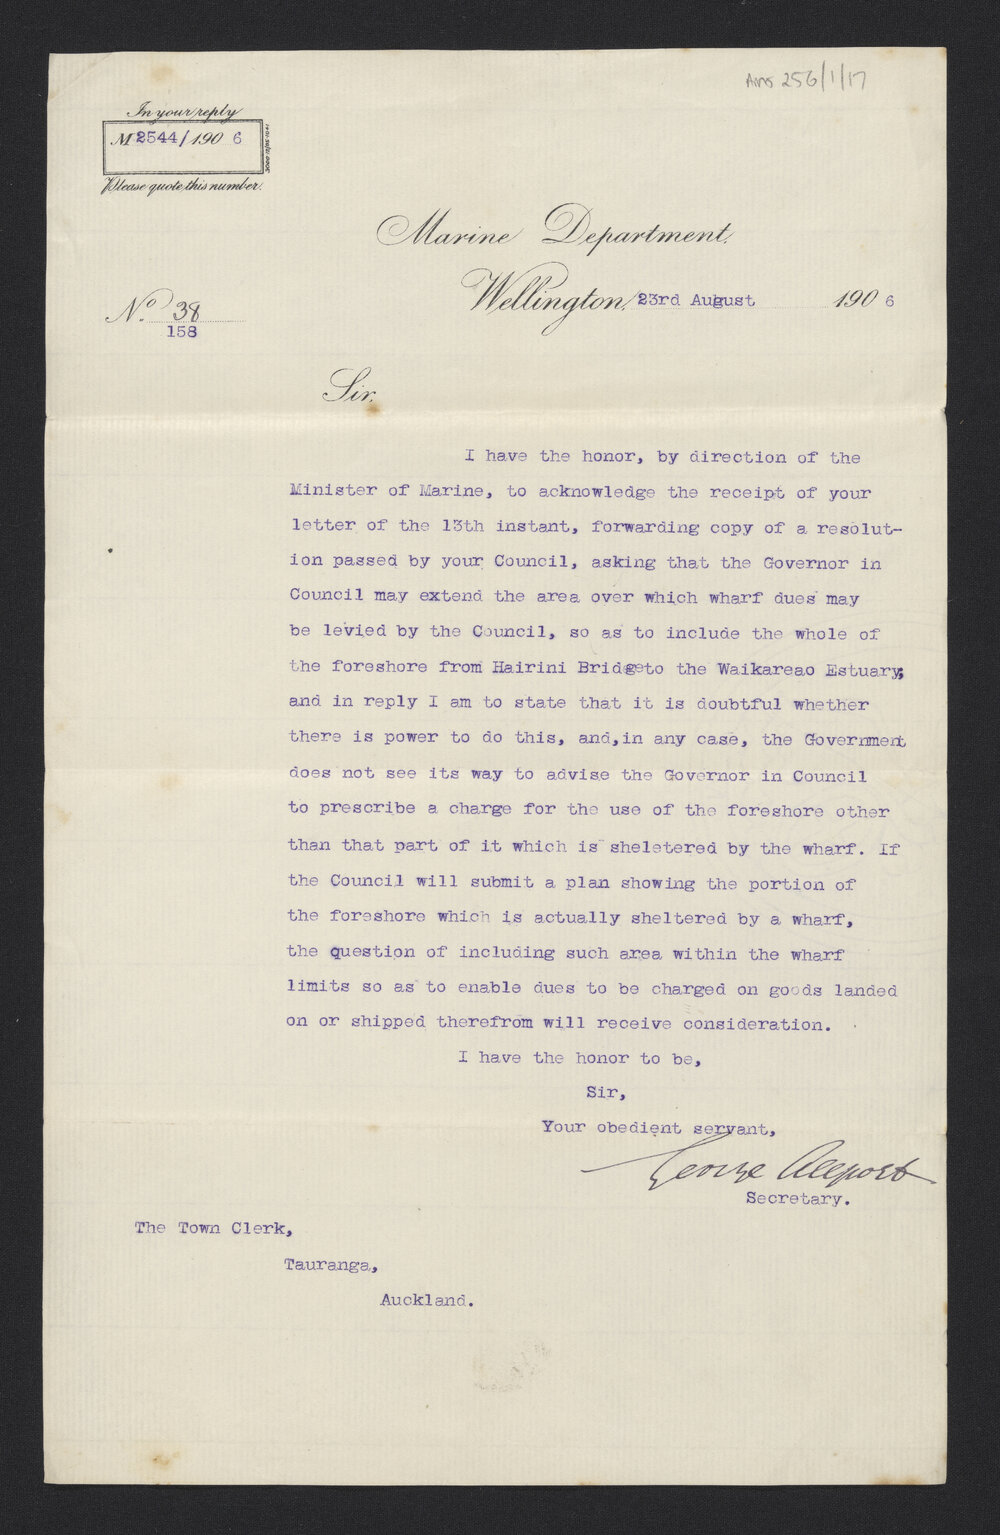 Ams 256/1/17
In your reply
M 2544/1906
Please quote this number.
Marine Department,
Wellington, 23rd August 1906
No. 38
158
Sir,
I have the honor, by direction of the
Minister of Marine, to acknowledge the receipt of your
letter of the 13th instant, forwarding copy of a resolut-
ion passed by your Council, asking that the Governor in
Council may extend the area over which wharf dues may
be levied by the Council, so as to include the whole of
the foreshore from Hairini Bridgeto the Waikareao Estuary;
and in reply I am to state that it is doubtful whether
there is power to do this, and, in any case, the Government
does not see its way to advise the Governor in Council
to prescribe a charge for the use of the foreshore other
than that part of it which is sheletered by the wharf. If
the Council will submit a plan showing the portion of
the foreshore which is actually sheltered by a wharf,
the question of including such area within the wharf
limits so as to enable dues to be charged on goods landed
on or shipped therefrom will receive consideration.
I have the honor to be,
Sir,
Your obedient servant,
George Allport
Secretary.
The Town Clerk,
Tauranga,
Auckland.